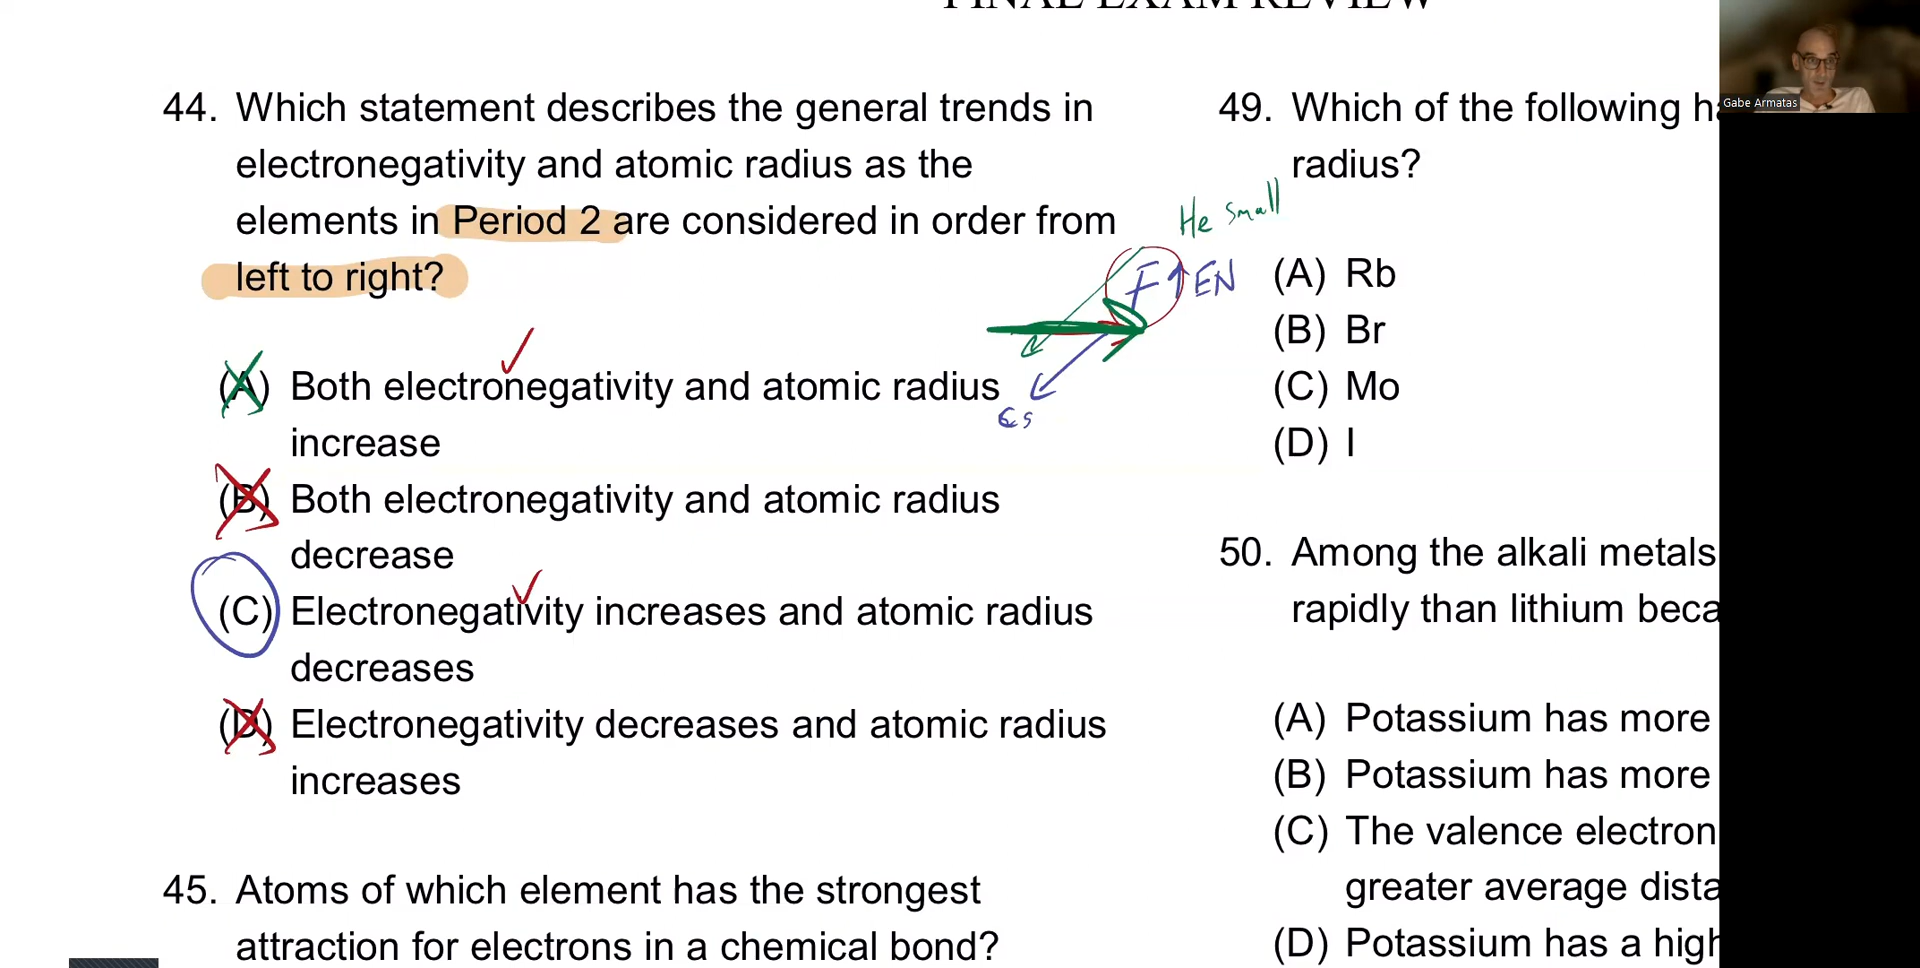 FINAL EXAM REVIEW
Gabe Armatas
44. Which statement describes the general trends in
electronegativity and atomic radius as the
elements in Period 2 are considered in order from
left to right?
He small
F↑ EN
Cs
(A) Both electronegativity and atomic radius
increase
(B) Both electronegativity and atomic radius
decrease
(C) Electronegativity increases and atomic radius
decreases
(D) Electronegativity decreases and atomic radius
increases
45. Atoms of which element has the strongest
attraction for electrons in a chemical bond?
49. Which of the following ha
radius?
(A) Rb
(B) Br
(C) Mo
(D) I
50. Among the alkali metals
rapidly than lithium beca
(A) Potassium has more
(B) Potassium has more
(C) The valence electron
greater average dista
(D) Potassium has a high